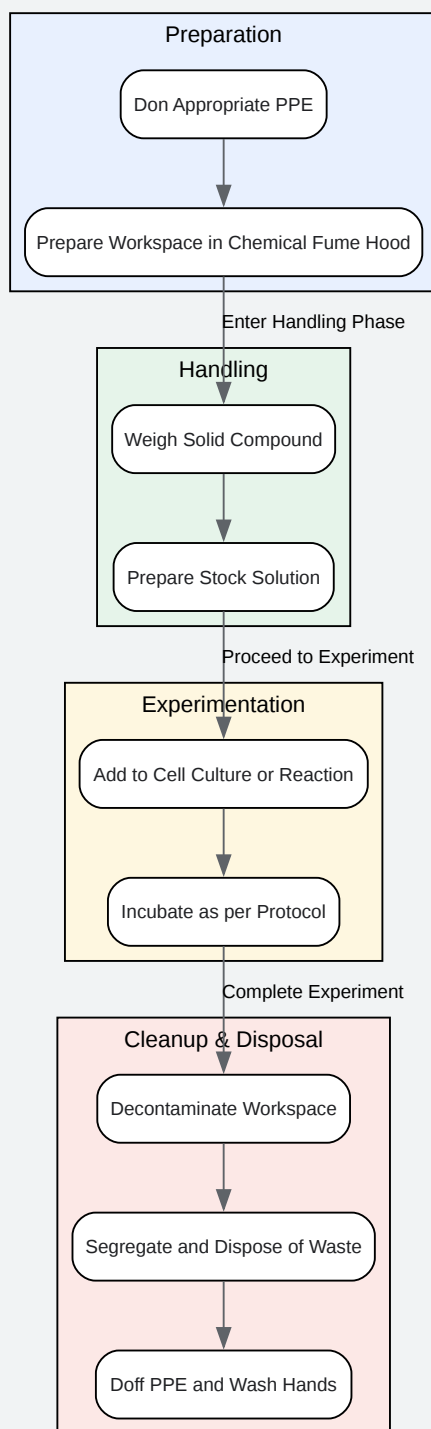 Preparation
Don Appropriate PPE
Prepare Workspace in Chemical Fume Hood
Enter Handling Phase
Handling
Weigh Solid Compound
Prepare Stock Solution
Proceed to Experiment
Experimentation
Add to Cell Culture or Reaction
Incubate as per Protocol
Complete Experiment
Cleanup & Disposal
Decontaminate Workspace
Segregate and Dispose of Waste
Doff PPE and Wash Hands